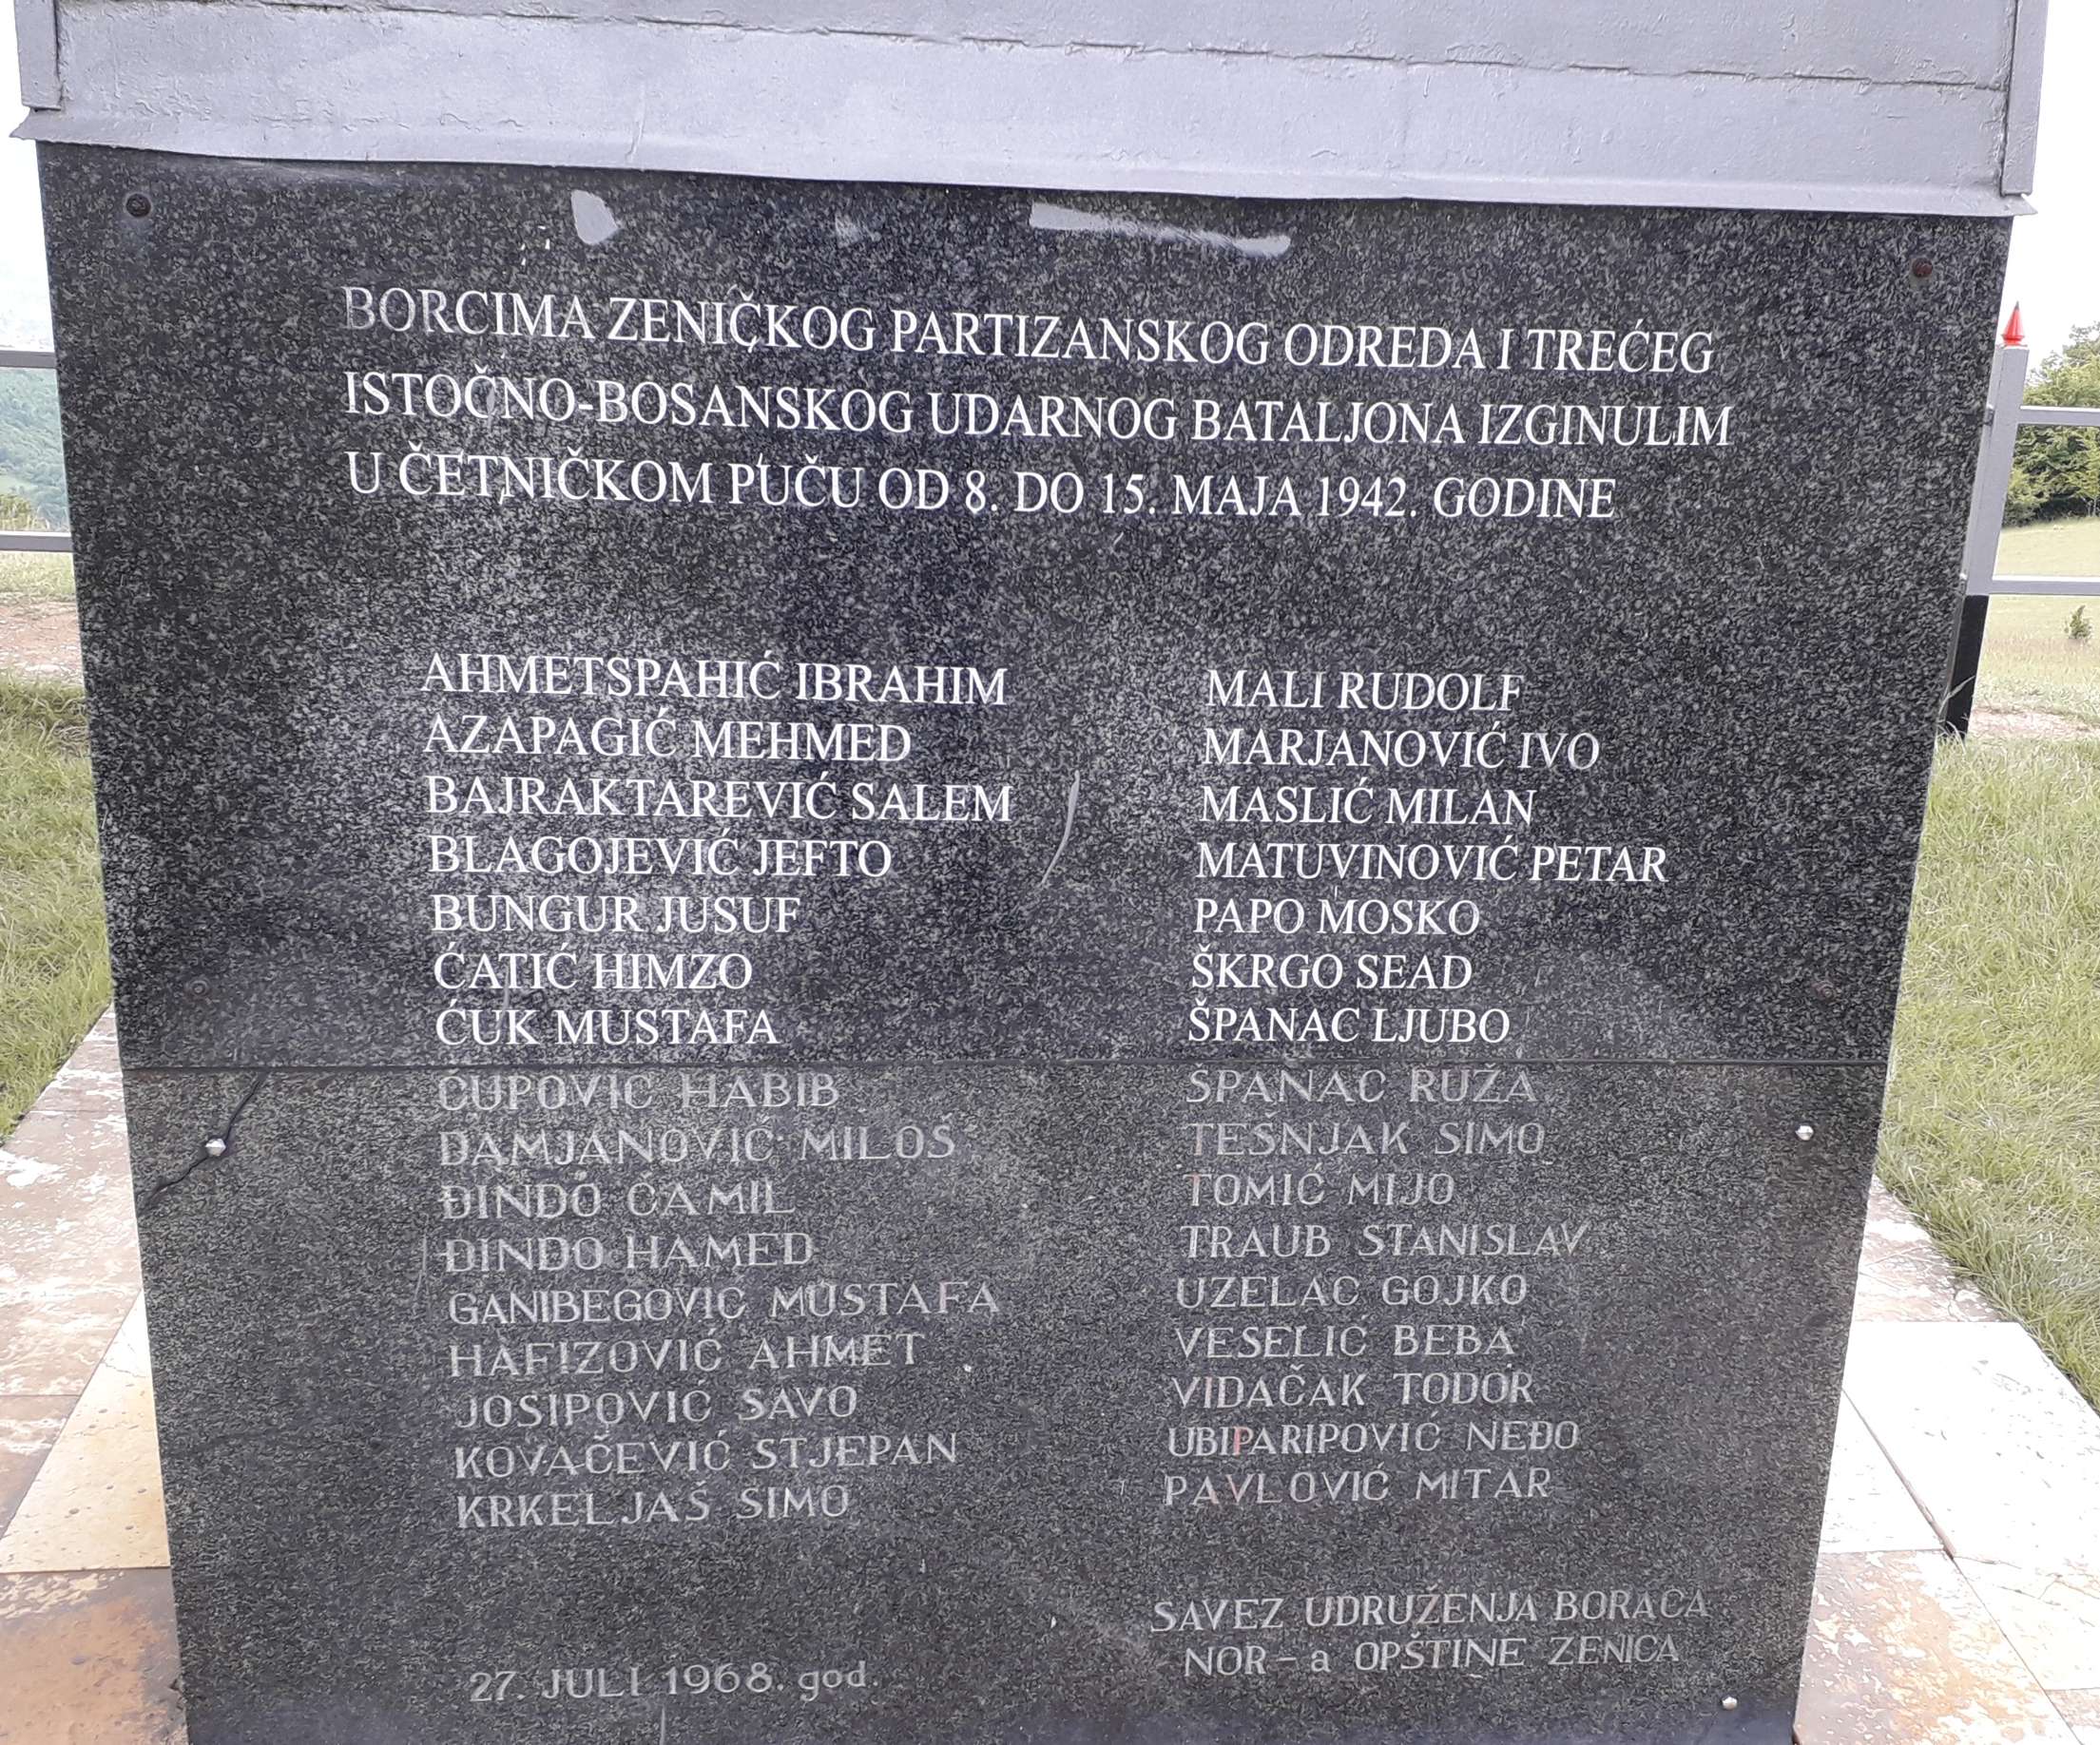 BORCIMA ZENIČKOG PARTIZANSKOG ODREDA I TREĆEG
ISTOČNO-BOSANSKOG UDARNOG BATALJONA IZGINULIM
U ČETNIČKOM PUČU OD 8. DO 15. MAJA 1942. GODINE
AHMETSPAHIĆ IBRAHIM
AZAPAGIĆ MEHMED
BAJRAKTAREVIĆ SALEM
BLAGOJEVIĆ JEFTO
BUNGUR JUSUF
ĆATIĆ HIMZO
ĆUK MUSTAFA
ČUPOVIĆ HABIB
DAMJANOVIĆ MILOŠ
ĐINĐO ĆAMIL
ĐINĐO HAMED
GANIBEGOVIĆ MUSTAFA
HAFIZOVIĆ AHMET
JOSIPOVIĆ SAVO
KOVAČEVIĆ STJEPAN
KRKELJAŠ SIMO
MALI RUDOLF
MARJANOVIĆ IVO
MASLIĆ MILAN
MATUVINOVIĆ PETAR
PAPO MOSKO
ŠKRGO SEAD
ŠPANAC LJUBO
ŠPANAC RUŽA
TEŠNJAK SIMO
TOMIĆ MIJO
TRAUB STANISLAV
UZELAC GOJKO
VESELIĆ BEBA
VIDAČAK TODOR
UBIPARIPOVIĆ NEĐO
PAVLOVIĆ MITAR
27. JULI 1968. god.
SAVEZ UDRUŽENJA BORACA
NOR-a OPŠTINE ZENICA